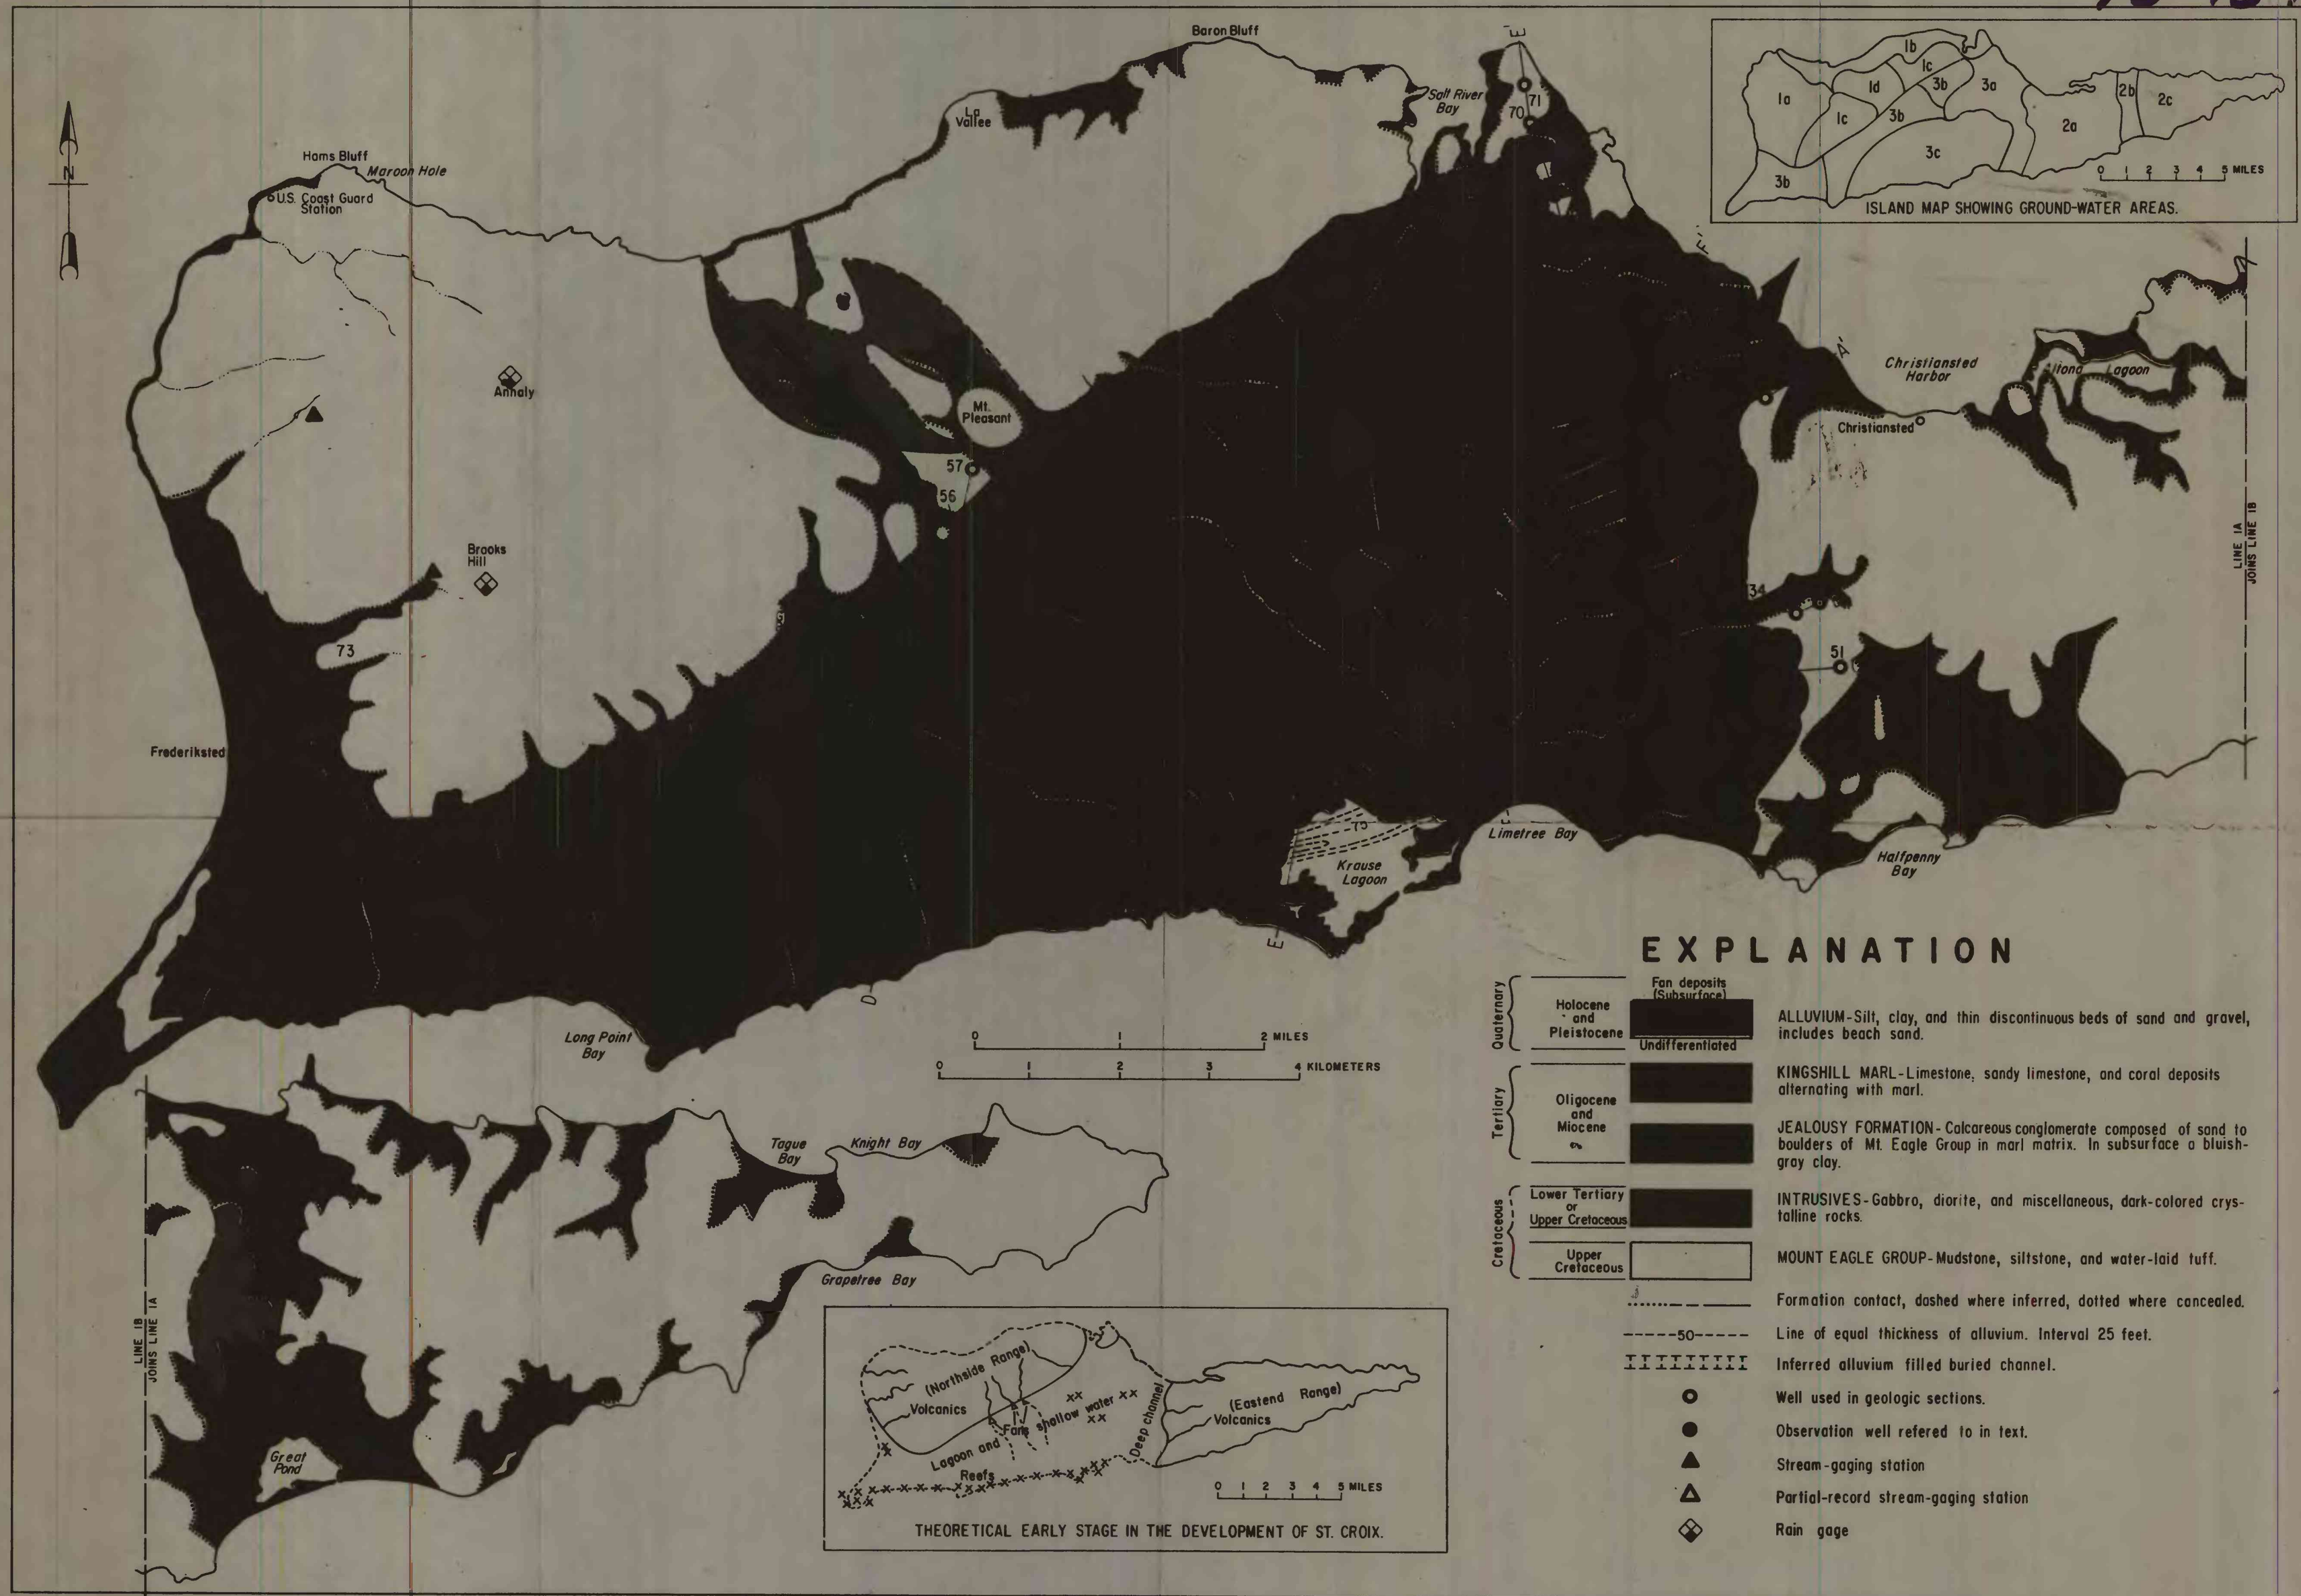 Baron Bluff
E'
Salt River
Bay
70
71
La
Vallee
Hams Bluff
Maroon Hole
U.S. Coast Guard
Station
N
1b
1c
1d
3b
3a
1a
1c
3b
2b
2c
2a
3c
3b
0 1 2 3 4 5 MILES
ISLAND MAP SHOWING GROUND-WATER AREAS.
F'
A'
Christiansted
Harbor
Altona Lagoon
Christiansted
Annaly
Mt.
Pleasant
57
56
Brooks
Hill
73
34
51
LINE 1A
JOINS LINE 1B
Frederiksted
75
Krause
Lagoon
Limetree Bay
Halfpenny
Bay
E
D
Long Point
Bay
0 1 2 MILES
0 1 2 3 4 KILOMETERS
Tague
Bay
Knight Bay
Grapetree Bay
Great
Pond
LINE 1B
JOINS LINE 1A
(Northside Range)
Volcanics
Fans
Lagoon and shallow water
Reefs
Deep channel
(Eastend Range)
Volcanics
0 1 2 3 4 5 MILES
THEORETICAL EARLY STAGE IN THE DEVELOPMENT OF ST. CROIX.
EXPLANATION
Quaternary
Holocene
and
Pleistocene
Fan deposits
(Subsurface)
Undifferentiated
ALLUVIUM-Silt, clay, and thin discontinuous beds of sand and gravel,
includes beach sand.
Tertiary
Oligocene
and
Miocene
KINGSHILL MARL-Limestone, sandy limestone, and coral deposits
alternating with marl.
JEALOUSY FORMATION-Calcareous conglomerate composed of sand to
boulders of Mt. Eagle Group in marl matrix. In subsurface a bluish-
gray clay.
Cretaceous
Lower Tertiary
or
Upper Cretaceous
INTRUSIVES-Gabbro, diorite, and miscellaneous, dark-colored crys-
talline rocks.
Upper
Cretaceous
MOUNT EAGLE GROUP-Mudstone, siltstone, and water-laid tuff.
Formation contact, dashed where inferred, dotted where cancealed.
50
Line of equal thickness of alluvium. Interval 25 feet.
Inferred alluvium filled buried channel.
Well used in geologic sections.
Observation well refered to in text.
Stream-gaging station
Partial-record stream-gaging station
Rain gage